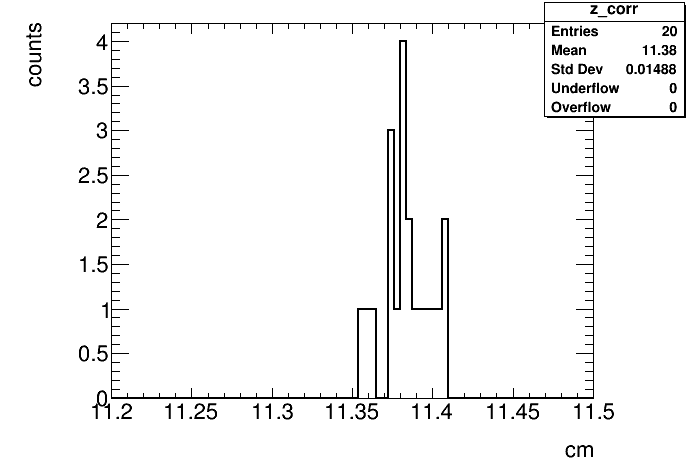 z_corr
Entries 20
Mean 11.38
Std Dev 0.01488
Underflow 0
Overflow 0
counts
4
3.5
3
2.5
2
1.5
1
0.5
0
11.2 11.25 11.3 11.35 11.4 11.45 11.5
cm